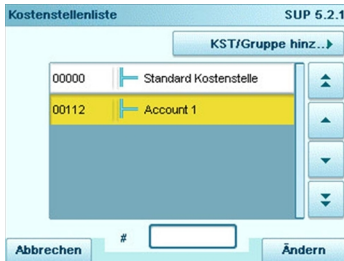 Kostenstellenliste SUP 5.2.1
KST/Gruppe hinz..
00000 Standard Kostenstelle
00112 Account 1
#
Abbrechen Ändern